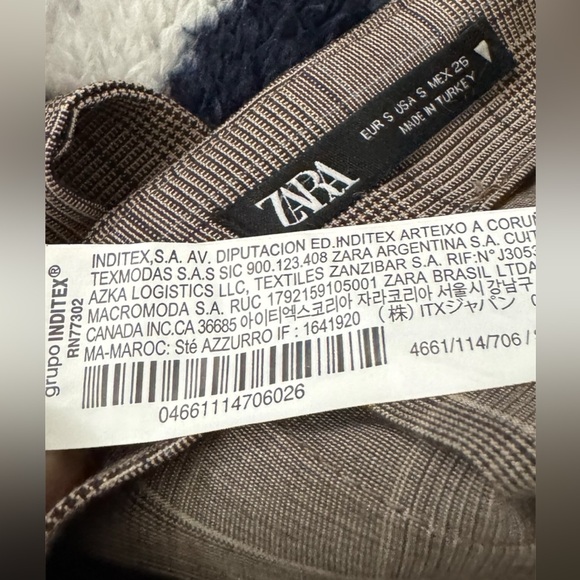 ZARA
EUR S USA S MEX 26
MADE IN TURKEY
grupo INDITEX®
RN77302
INDITEX,S.A. AV. DIPUTACION ED.INDITEX ARTEIXO A
TEXMODAS S.A.S SIC 900.123.408 ZARA ARGENTINA S.A.
AZKA LOGISTICS LLC, TEXTILES ZANZIBAR S.A. RIF:N°
MACROMODA S.A. RUC 1792159105001 ZARA BRASIL LTDA
CANADA INC.CA 36685 아이티엑스코리아 자라코리아 서울시 강남구
MA-MAROC: Sté AZZURRO IF : 1641920 (株) ITXジャパン
4661/114/706 /
04661114706026